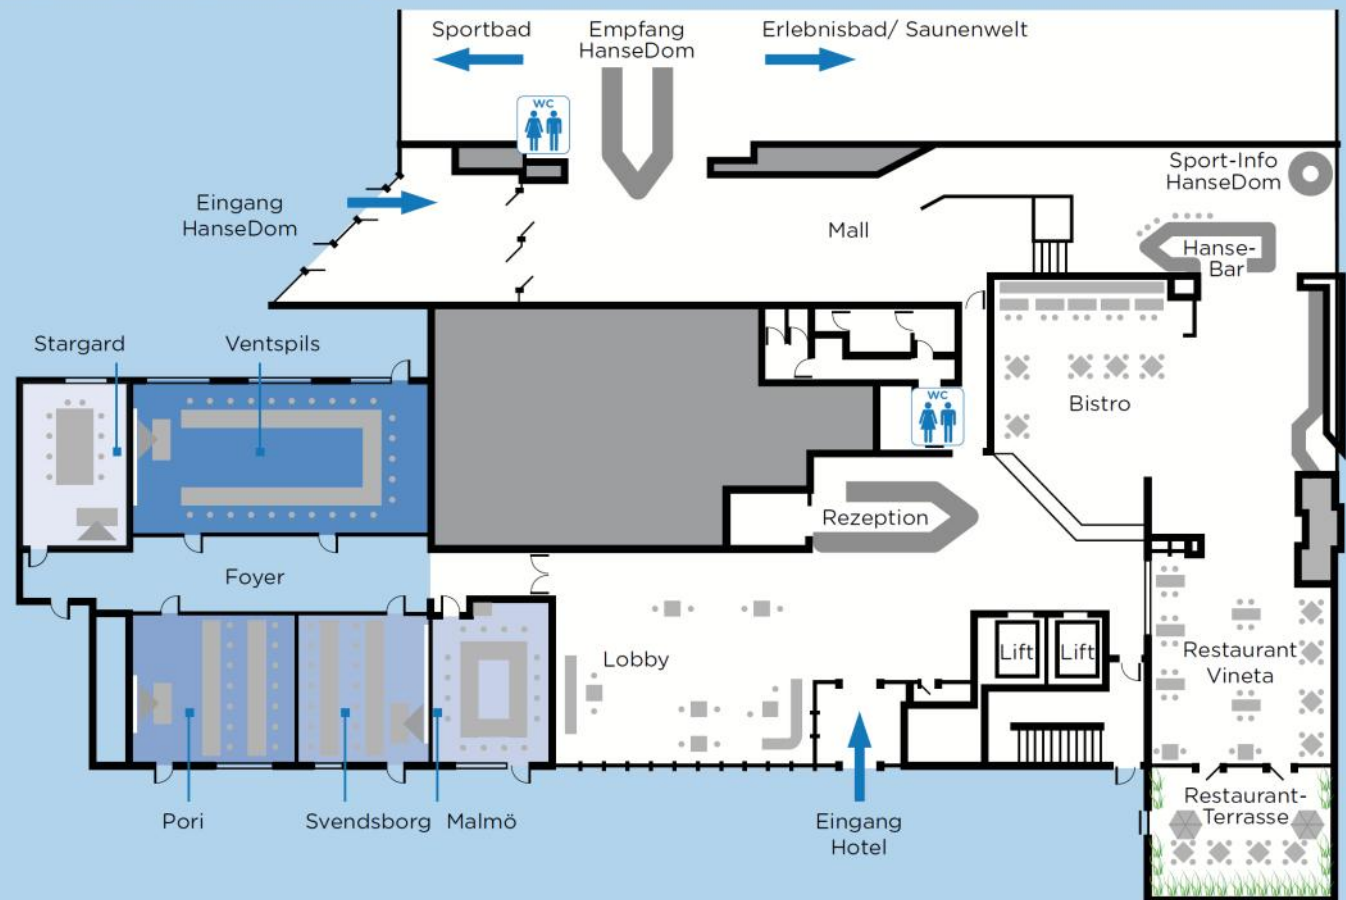 Sportbad
Empfang
HanseDom
Erlebnisbad/ Saunenwelt
WC
Sport-Info
HanseDom
Eingang
HanseDom
Mall
Hanse-
Bar
Stargard
Ventspils
WC
Bistro
Rezeption
Foyer
Lobby
Lift
Lift
Restaurant
Vineta
Pori
Svendsborg
Malmö
Eingang
Hotel
Restaurant-
Terrasse